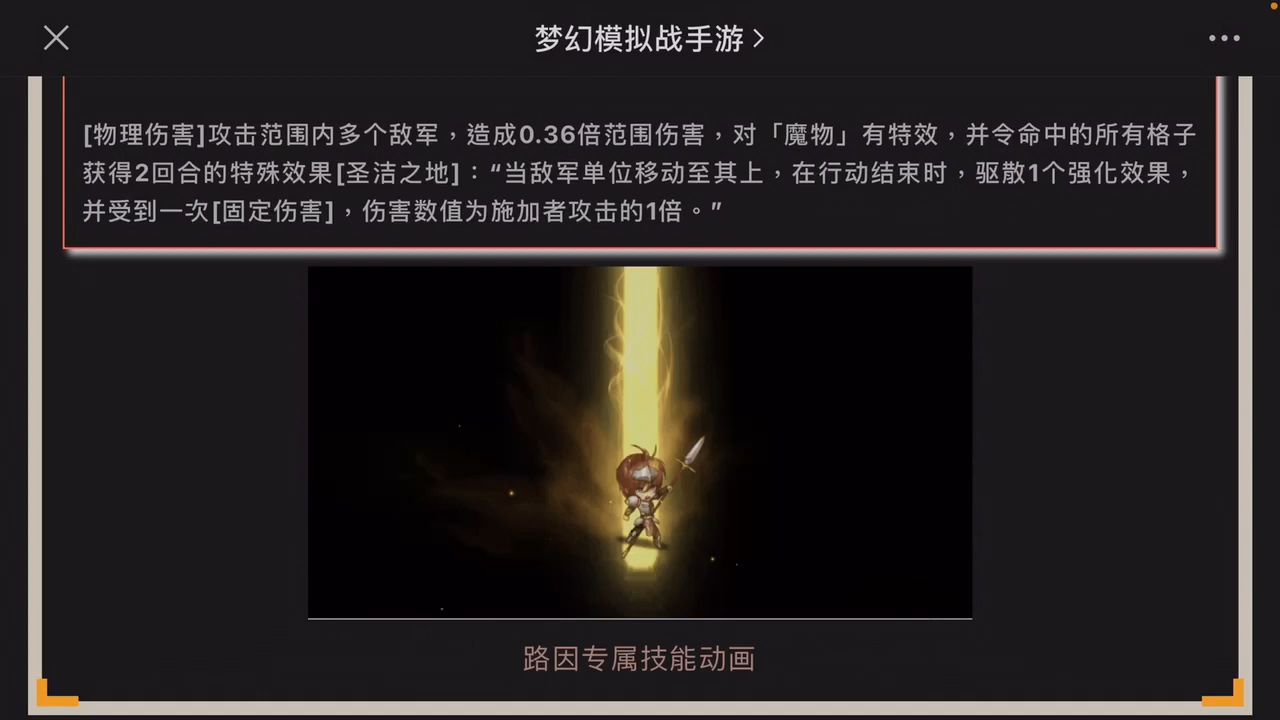 梦幻模拟战手游
[物理伤害]攻击范围内多个敌军，造成0.36倍范围伤害，对「魔物」有特效，并令命中的所有格子
获得2回合的特殊效果[圣洁之地]：“当敌军单位移动至其上，在行动结束时，驱散1个强化效果，
并受到一次[固定伤害]，伤害数值为施加者攻击的1倍。”
路因专属技能动画